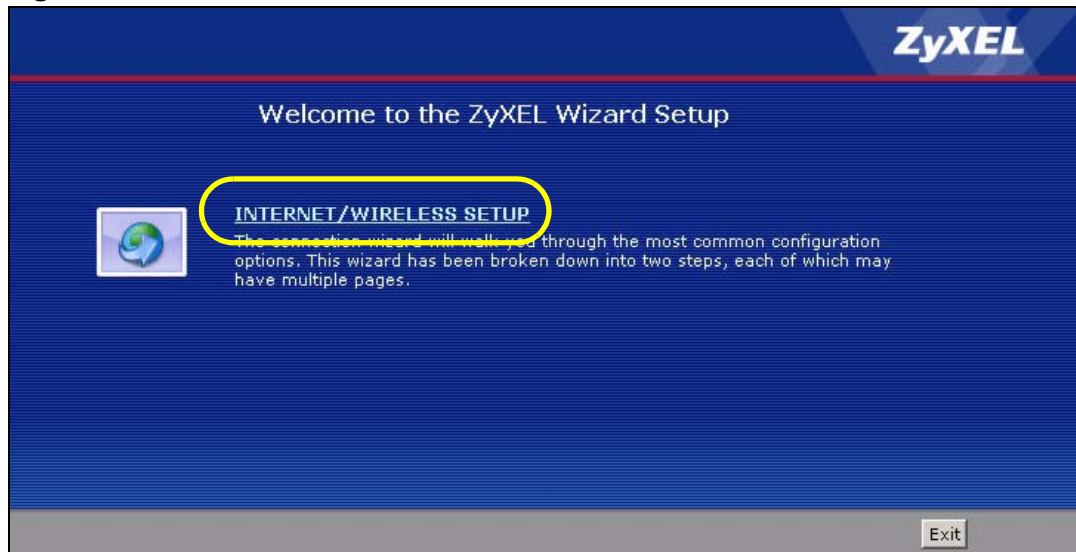 ZyXEL
Welcome to the ZyXEL Wizard Setup
INTERNET/WIRELESS SETUP
The connection wizard will walk you through the most common configuration
options. This wizard has been broken down into two steps, each of which may
have multiple pages.
Exit